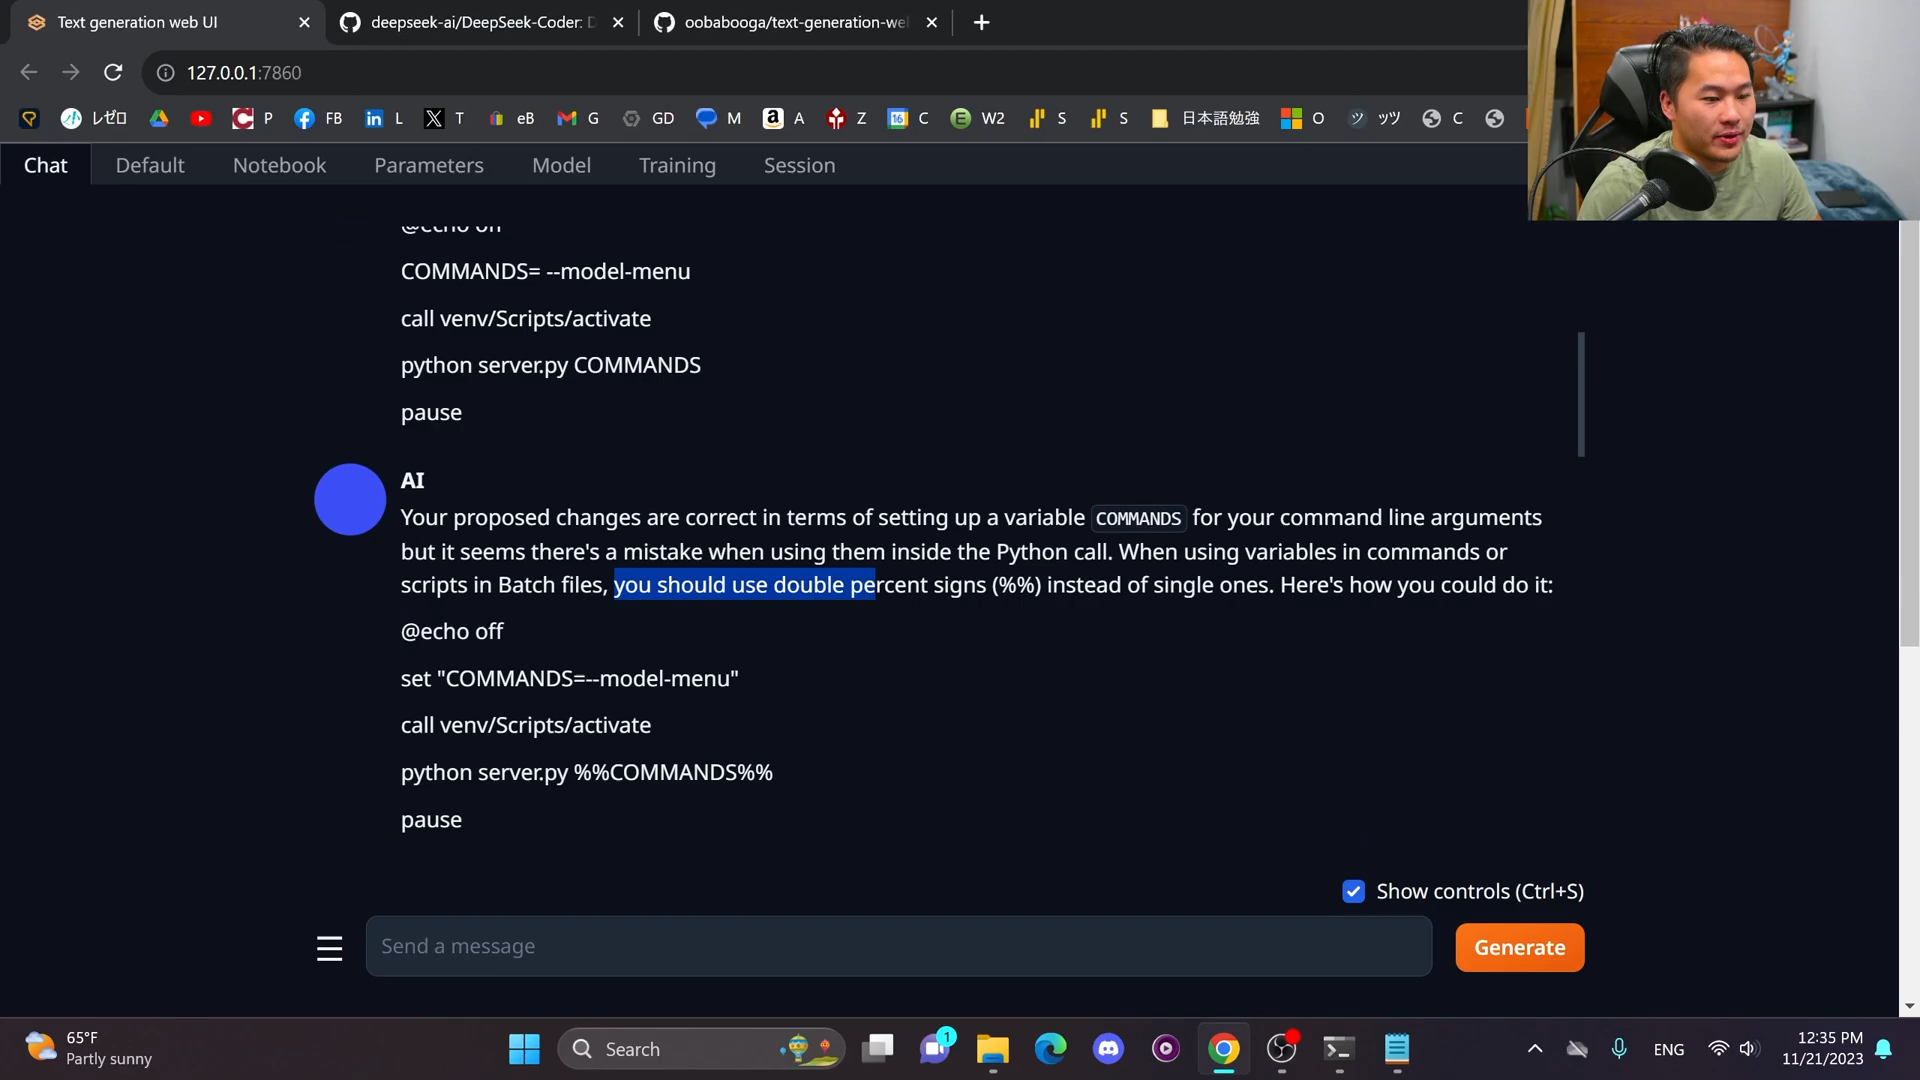 Text generation web UI
deepseek-ai/DeepSeek-Coder: D
oobabooga/text-generation-we
127.0.0.1:7860
レゼロ P FB L T eB G GD M A Z C W2 S S 日本語勉強 O ッツ C
Chat Default Notebook Parameters Model Training Session
@echo off
COMMANDS= --model-menu
call venv/Scripts/activate
python server.py COMMANDS
pause
AI
Your proposed changes are correct in terms of setting up a variable COMMANDS for your command line arguments
but it seems there's a mistake when using them inside the Python call. When using variables in commands or
scripts in Batch files, you should use double percent signs (%%) instead of single ones. Here's how you could do it:
@echo off
set "COMMANDS=--model-menu"
call venv/Scripts/activate
python server.py %%COMMANDS%%
pause
Show controls (Ctrl+S)
Send a message
Generate
65°F
Partly sunny
Search
1
ENG
12:35 PM
11/21/2023